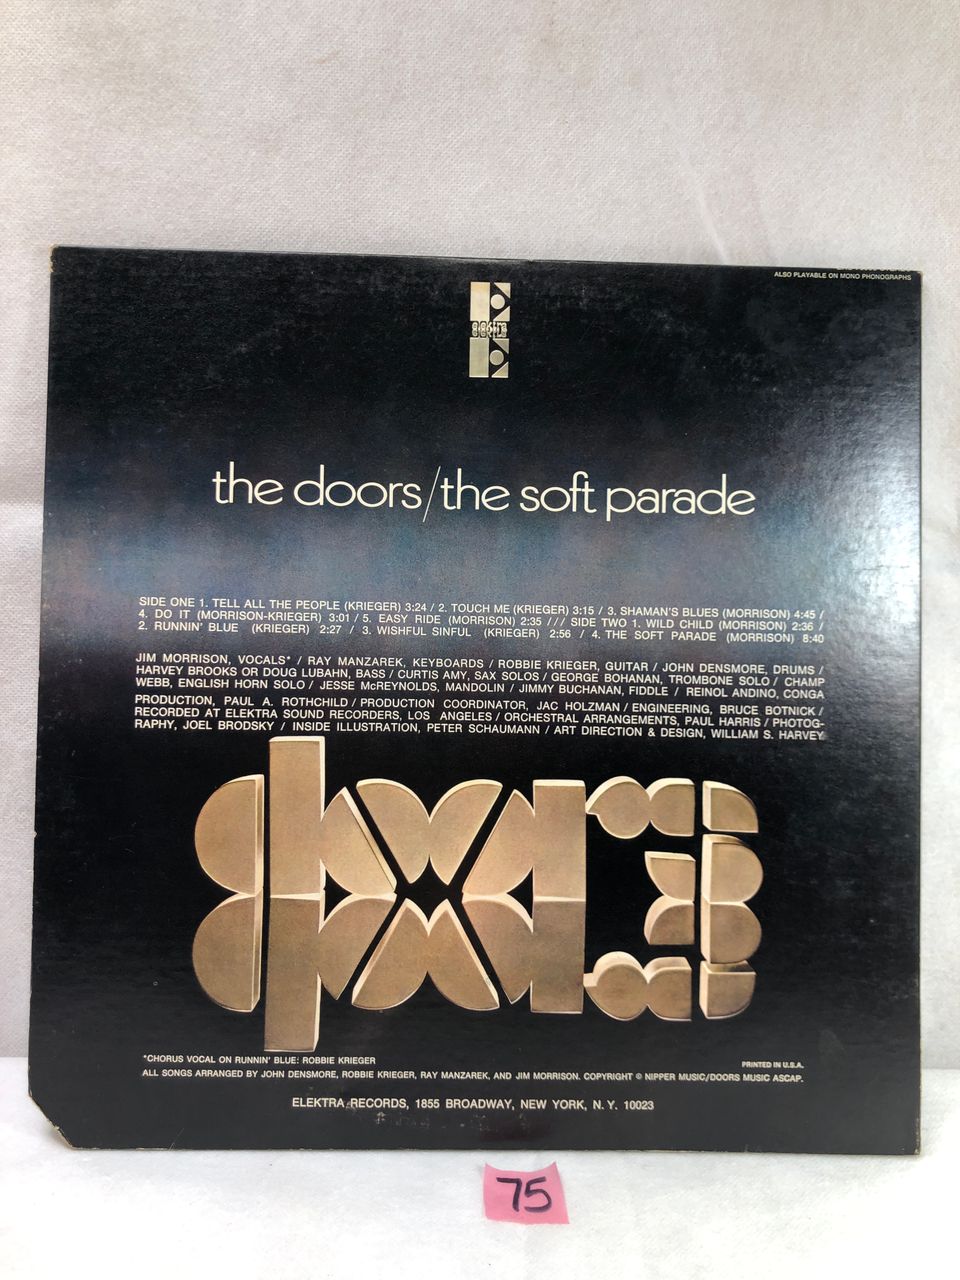 ALSO PLAYABLE ON MONO PHONOGRAPHS
elektra
the doors/the soft parade
SIDE ONE 1. TELL ALL THE PEOPLE (KRIEGER) 3:24 / 2. TOUCH ME (KRIEGER) 3:15 / 3. SHAMAN'S BLUES (MORRISON) 4:45 /
4. DO IT (MORRISON-KRIEGER) 3:01 / 5. EASY RIDE (MORRISON) 2:35 /// SIDE TWO 1. WILD CHILD (MORRISON) 2:36 /
2. RUNNIN' BLUE (KRIEGER) 2:27 / 3. WISHFUL SINFUL (KRIEGER) 2:56 / 4. THE SOFT PARADE (MORRISON) 8:40
JIM MORRISON, VOCALS* / RAY MANZAREK, KEYBOARDS / ROBBIE KRIEGER, GUITAR / JOHN DENSMORE, DRUMS /
HARVEY BROOKS OR DOUG LUBAHN, BASS / CURTIS AMY, SAX SOLOS / GEORGE BOHANAN, TROMBONE SOLO / CHAMP
WEBB, ENGLISH HORN SOLO / JESSE McREYNOLDS, MANDOLIN / JIMMY BUCHANAN, FIDDLE / REINOL ANDINO, CONGA
PRODUCTION, PAUL A. ROTHCHILD / PRODUCTION COORDINATOR, JAC HOLZMAN / ENGINEERING, BRUCE BOTNICK /
RECORDED AT ELEKTRA SOUND RECORDERS, LOS ANGELES / ORCHESTRAL ARRANGEMENTS, PAUL HARRIS / PHOTOG-
RAPHY, JOEL BRODSKY / INSIDE ILLUSTRATION, PETER SCHAUMANN / ART DIRECTION & DESIGN, WILLIAM S. HARVEY
*CHORUS VOCAL ON RUNNIN' BLUE: ROBBIE KRIEGER
PRINTED IN U.S.A.
ALL SONGS ARRANGED BY JOHN DENSMORE, ROBBIE KRIEGER, RAY MANZAREK, AND JIM MORRISON. COPYRIGHT © NIPPER MUSIC/DOORS MUSIC ASCAP.
ELEKTRA RECORDS, 1855 BROADWAY, NEW YORK, N. Y. 10023
75